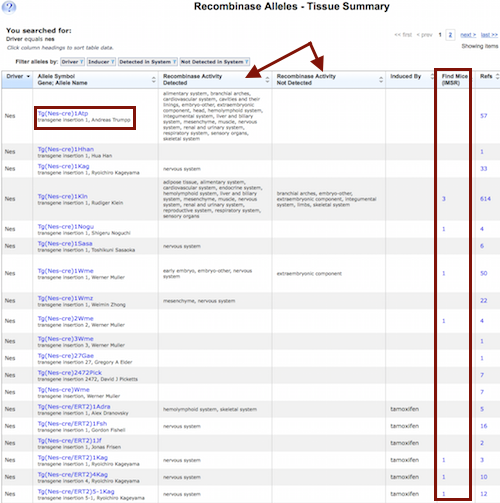 Recombinase Alleles - Tissue Summary
You searched for:
Driver equals nes
Click column headings to sort table data.
<< first < prev 1 2 next > last >>
Showing items
Filter alleles by: Driver Inducer Detected in System Not Detected in System
Driver Allele Symbol Gene; Allele Name Recombinase Activity Detected Recombinase Activity Not Detected Induced By Find Mice (IMSR) Refs
alimentary system, branchial arches,
cardiovascular system, cavities and their
linings, embryo-other, extraembryonic
component, head, hemolymphoid system,
integumental system, liver and biliary
system, mesenchyme, muscle, nervous
system, renal and urinary system,
respiratory system, sensory organs,
skeletal system
Nes Tg(Nes-cre)1Atp 57
transgene insertion 1, Andreas Trumpp
Nes Tg(Nes-cre)1Hhan 1
transgene insertion 1, Hua Han
Nes Tg(Nes-cre)1Kag nervous system 33
transgene insertion 1, Ryoichiro Kageyama
adipose tissue, alimentary system,
cardiovascular system, endocrine system,
hemolymphoid system, liver and biliary
system, mesenchyme, muscle, nervous
system, renal and urinary system,
reproductive system, respiratory system,
sensory organs
branchial arches, embryo-other,
extraembryonic component, integumental
system, limbs, skeletal system
Nes Tg(Nes-cre)1Kln 3 614
transgene insertion 1, Rudiger Klein
Nes Tg(Nes-cre)1Nogu 1 4
transgene insertion 1, Shigeru Noguchi
Nes Tg(Nes-cre)1Sasa nervous system 6
transgene insertion 1, Toshikuni Sasaoka
Nes Tg(Nes-cre)1Wme early embryo, embryo-other, nervous system extraembryonic component 1 50
transgene insertion 1, Werner Muller
Nes Tg(Nes-cre)1Wmz mesenchyme, nervous system 22
transgene insertion 1, Weimin Zhong
Nes Tg(Nes-cre)2Wme 1 4
transgene insertion 2, Werner Muller
Nes Tg(Nes-cre)3Wme 1
transgene insertion 3, Werner Muller
Nes Tg(Nes-cre)27Gae 1
transgene insertion 27, Gregory A Elder
Nes Tg(Nes-cre)2472Pick 7
transgene insertion 2472, David J Picketts
Nes Tg(Nes-cre)Wme nervous system 7
transgene insertion, Werner Muller
Nes Tg(Nes-cre/ERT2)1Adra hemolymphoid system, skeletal system tamoxifen 5
transgene insertion 1, Alex Dranovsky
Nes Tg(Nes-cre/ERT2)1Fsh nervous system tamoxifen 16
transgene insertion 1, Gordon Fishell
Nes Tg(Nes-cre/ERT2)1Jf tamoxifen 2
transgene insertion 1, Jonas Frisen
Nes Tg(Nes-cre/ERT2)1Kag nervous system tamoxifen 1 3
transgene insertion 1, Ryoichiro Kageyama
Nes Tg(Nes-cre/ERT2)4Kag nervous system tamoxifen 1 10
transgene insertion 4, Ryoichiro Kageyama
Nes Tg(Nes-cre/ERT2)5-1Kag nervous system tamoxifen 1 12
transgene insertion 5-1, Ryoichiro Kageyama